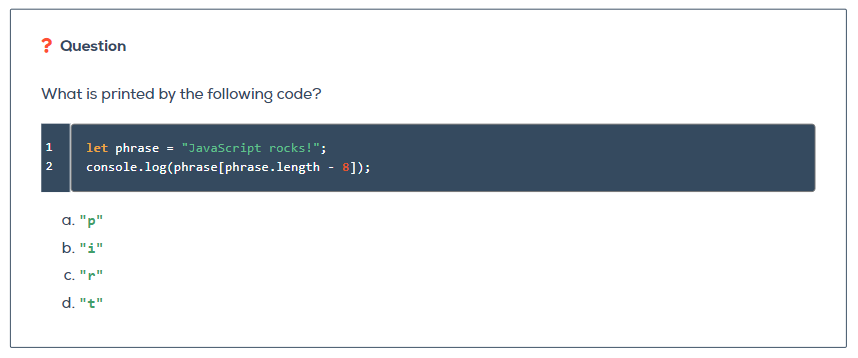 ? Question
What is printed by the following code?
1 let phrase = "JavaScript rocks!";
2 console.log(phrase[phrase.length - 8]);
a. "p"
b. "i"
c. "r"
d. "t"